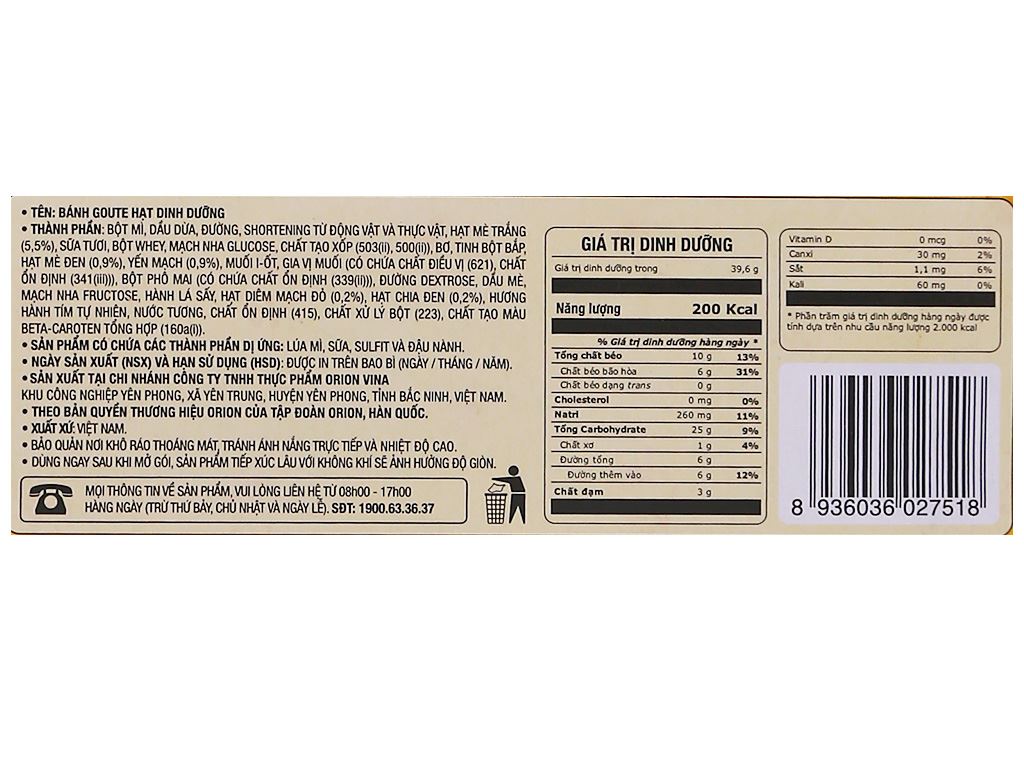 • TÊN: BÁNH GOUTE HẠT DINH DƯỠNG
• THÀNH PHẦN: BỘT MÌ, DẦU DỪA, ĐƯỜNG, SHORTENING TỪ ĐỘNG VẬT VÀ THỰC VẬT, HẠT MÈ TRẮNG
(5,5%), SỮA TƯƠI, BỘT WHEY, MẠCH NHA GLUCOSE, CHẤT TẠO XỐP (503(ii), 500(ii)), BƠ, TINH BỘT BẮP,
HẠT MÈ ĐEN (0,9%), YẾN MẠCH (0,9%), MUỐI I-ỐT, GIA VỊ MUỐI (CÓ CHỨA CHẤT ĐIỀU VỊ (621), CHẤT
ỔN ĐỊNH (341(iii))), BỘT PHÔ MAI (CÓ CHỨA CHẤT ỔN ĐỊNH (339(ii))), ĐƯỜNG DEXTROSE, DẦU MÈ,
MẠCH NHA FRUCTOSE, HÀNH LÁ SẤY, HẠT DIÊM MẠCH ĐỎ (0,2%), HẠT CHIA ĐEN (0,2%), HƯƠNG
HÀNH TÍM TỰ NHIÊN, NƯỚC TƯƠNG, CHẤT ỔN ĐỊNH (415), CHẤT XỬ LÝ BỘT (223), CHẤT TẠO MÀU
BETA-CAROTEN TỔNG HỢP (160a(i)).
• SẢN PHẨM CÓ CHỨA CÁC THÀNH PHẦN DỊ ỨNG: LÚA MÌ, SỮA, SULFIT VÀ ĐẬU NÀNH.
• NGÀY SẢN XUẤT (NSX) VÀ HẠN SỬ DỤNG (HSD): ĐƯỢC IN TRÊN BAO BÌ (NGÀY / THÁNG / NĂM).
• SẢN XUẤT TẠI CHI NHÁNH CÔNG TY TNHH THỰC PHẨM ORION VINA
KHU CÔNG NGHIỆP YÊN PHONG, XÃ YÊN TRUNG, HUYỆN YÊN PHONG, TỈNH BẮC NINH, VIỆT NAM.
• THEO BẢN QUYỀN THƯƠNG HIỆU ORION CỦA TẬP ĐOÀN ORION, HÀN QUỐC.
• XUẤT XỨ: VIỆT NAM.
• BẢO QUẢN NƠI KHÔ RÁO THOÁNG MÁT, TRÁNH ÁNH NẮNG TRỰC TIẾP VÀ NHIỆT ĐỘ CAO.
• DÙNG NGAY SAU KHI MỞ GÓI, SẢN PHẨM TIẾP XÚC LÂU VỚI KHÔNG KHÍ SẼ ẢNH HƯỞNG ĐỘ GIÒN.
MỌI THÔNG TIN VỀ SẢN PHẨM, VUI LÒNG LIÊN HỆ TỪ 08h00 - 17h00
HÀNG NGÀY (TRỪ THỨ BẢY, CHỦ NHẬT VÀ NGÀY LỄ). SĐT: 1900.63.36.37
GIÁ TRỊ DINH DƯỠNG
Giá trị dinh dưỡng trong 39,6 g
Năng lượng 200 Kcal
% Giá trị dinh dưỡng hàng ngày *
Tổng chất béo 10 g 13%
Chất béo bão hòa 6 g 31%
Chất béo dạng trans 0 g
Cholesterol 0 mg 0%
Natri 260 mg 11%
Tổng Carbohydrate 25 g 9%
Chất xơ 1 g 4%
Đường tổng 6 g
Đường thêm vào 6 g 12%
Chất đạm 3 g
Vitamin D 0 mcg 0%
Canxi 30 mg 2%
Sắt 1,1 mg 6%
Kali 60 mg 0%
* Phần trăm giá trị dinh dưỡng hàng ngày được
tính dựa trên nhu cầu năng lượng 2.000 kcal
8 936036 027518